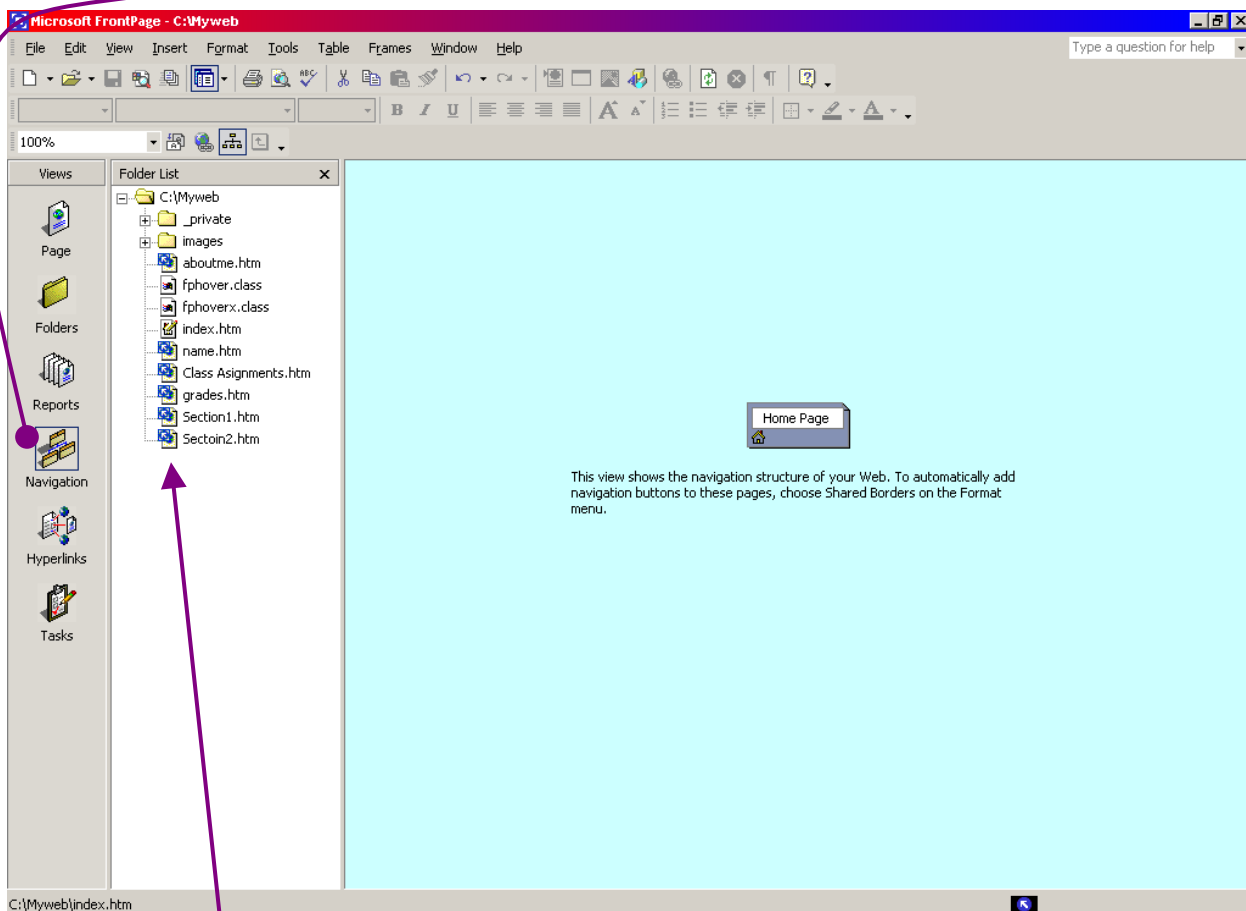 Microsoft FrontPage - C:\Myweb
File Edit View Insert Format Tools Table Frames Window Help
Type a question for help
ABC
B I U A A A
100%
Views
Folder List
Page
Folders
Reports
Navigation
Hyperlinks
Tasks
C:\Myweb
_private
images
aboutme.htm
fphover.class
fphoverx.class
index.htm
name.htm
Class Asignments.htm
grades.htm
Section1.htm
Sectoin2.htm
Home Page
This view shows the navigation structure of your Web. To automatically add
navigation buttons to these pages, choose Shared Borders on the Format
menu.
C:\Myweb\index.htm